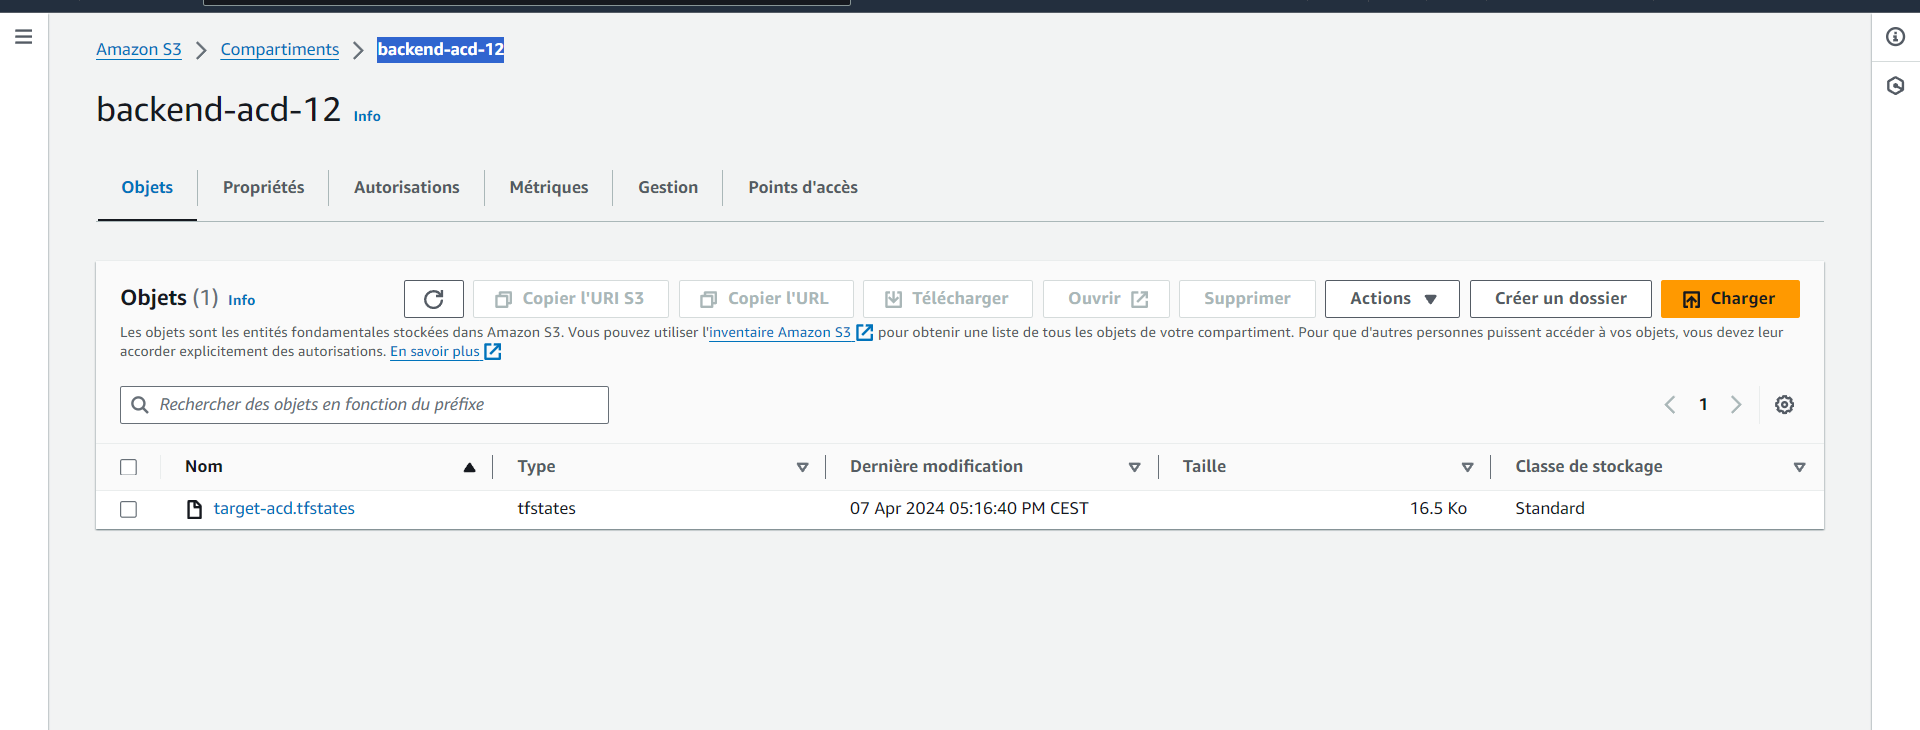 Amazon S3 > Compartiments > backend-acd-12
backend-acd-12 Info
Objets Propriétés Autorisations Métriques Gestion Points d'accès
Objets (1) Info Copier l'URI S3 Copier l'URL Télécharger Ouvrir Supprimer Actions Créer un dossier Charger
Les objets sont les entités fondamentales stockées dans Amazon S3. Vous pouvez utiliser l'inventaire Amazon S3 pour obtenir une liste de tous les objets de votre compartiment. Pour que d'autres personnes puissent accéder à vos objets, vous devez leur
accorder explicitement des autorisations. En savoir plus
Rechercher des objets en fonction du préfixe
1
Nom Type Dernière modification Taille Classe de stockage
target-acd.tfstates tfstates 07 Apr 2024 05:16:40 PM CEST 16.5 Ko Standard